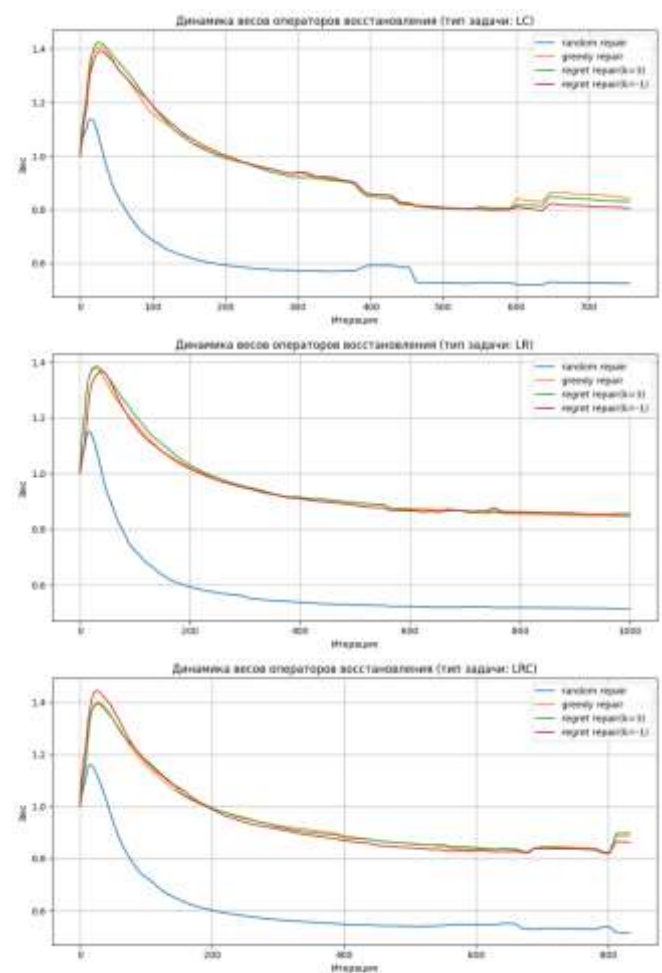 Динамика весов операторов восстановления (тип задачи: LC)
random repair
greedy repair
regret repair(k=3)
regret repair(k=-1)
1.4
1.2
1.0
0.8
0.6
Вес
0 100 200 300 400 500 600 700
Итерация
Динамика весов операторов восстановления (тип задачи: LR)
random repair
greedy repair
regret repair(k=3)
regret repair(k=-1)
1.4
1.2
1.0
0.8
0.6
Вес
0 200 400 600 800 1000
Итерация
Динамика весов операторов восстановления (тип задачи: LRC)
random repair
greedy repair
regret repair(k=3)
regret repair(k=-1)
1.4
1.2
1.0
0.8
0.6
Вес
0 200 400 600 800
Итерация